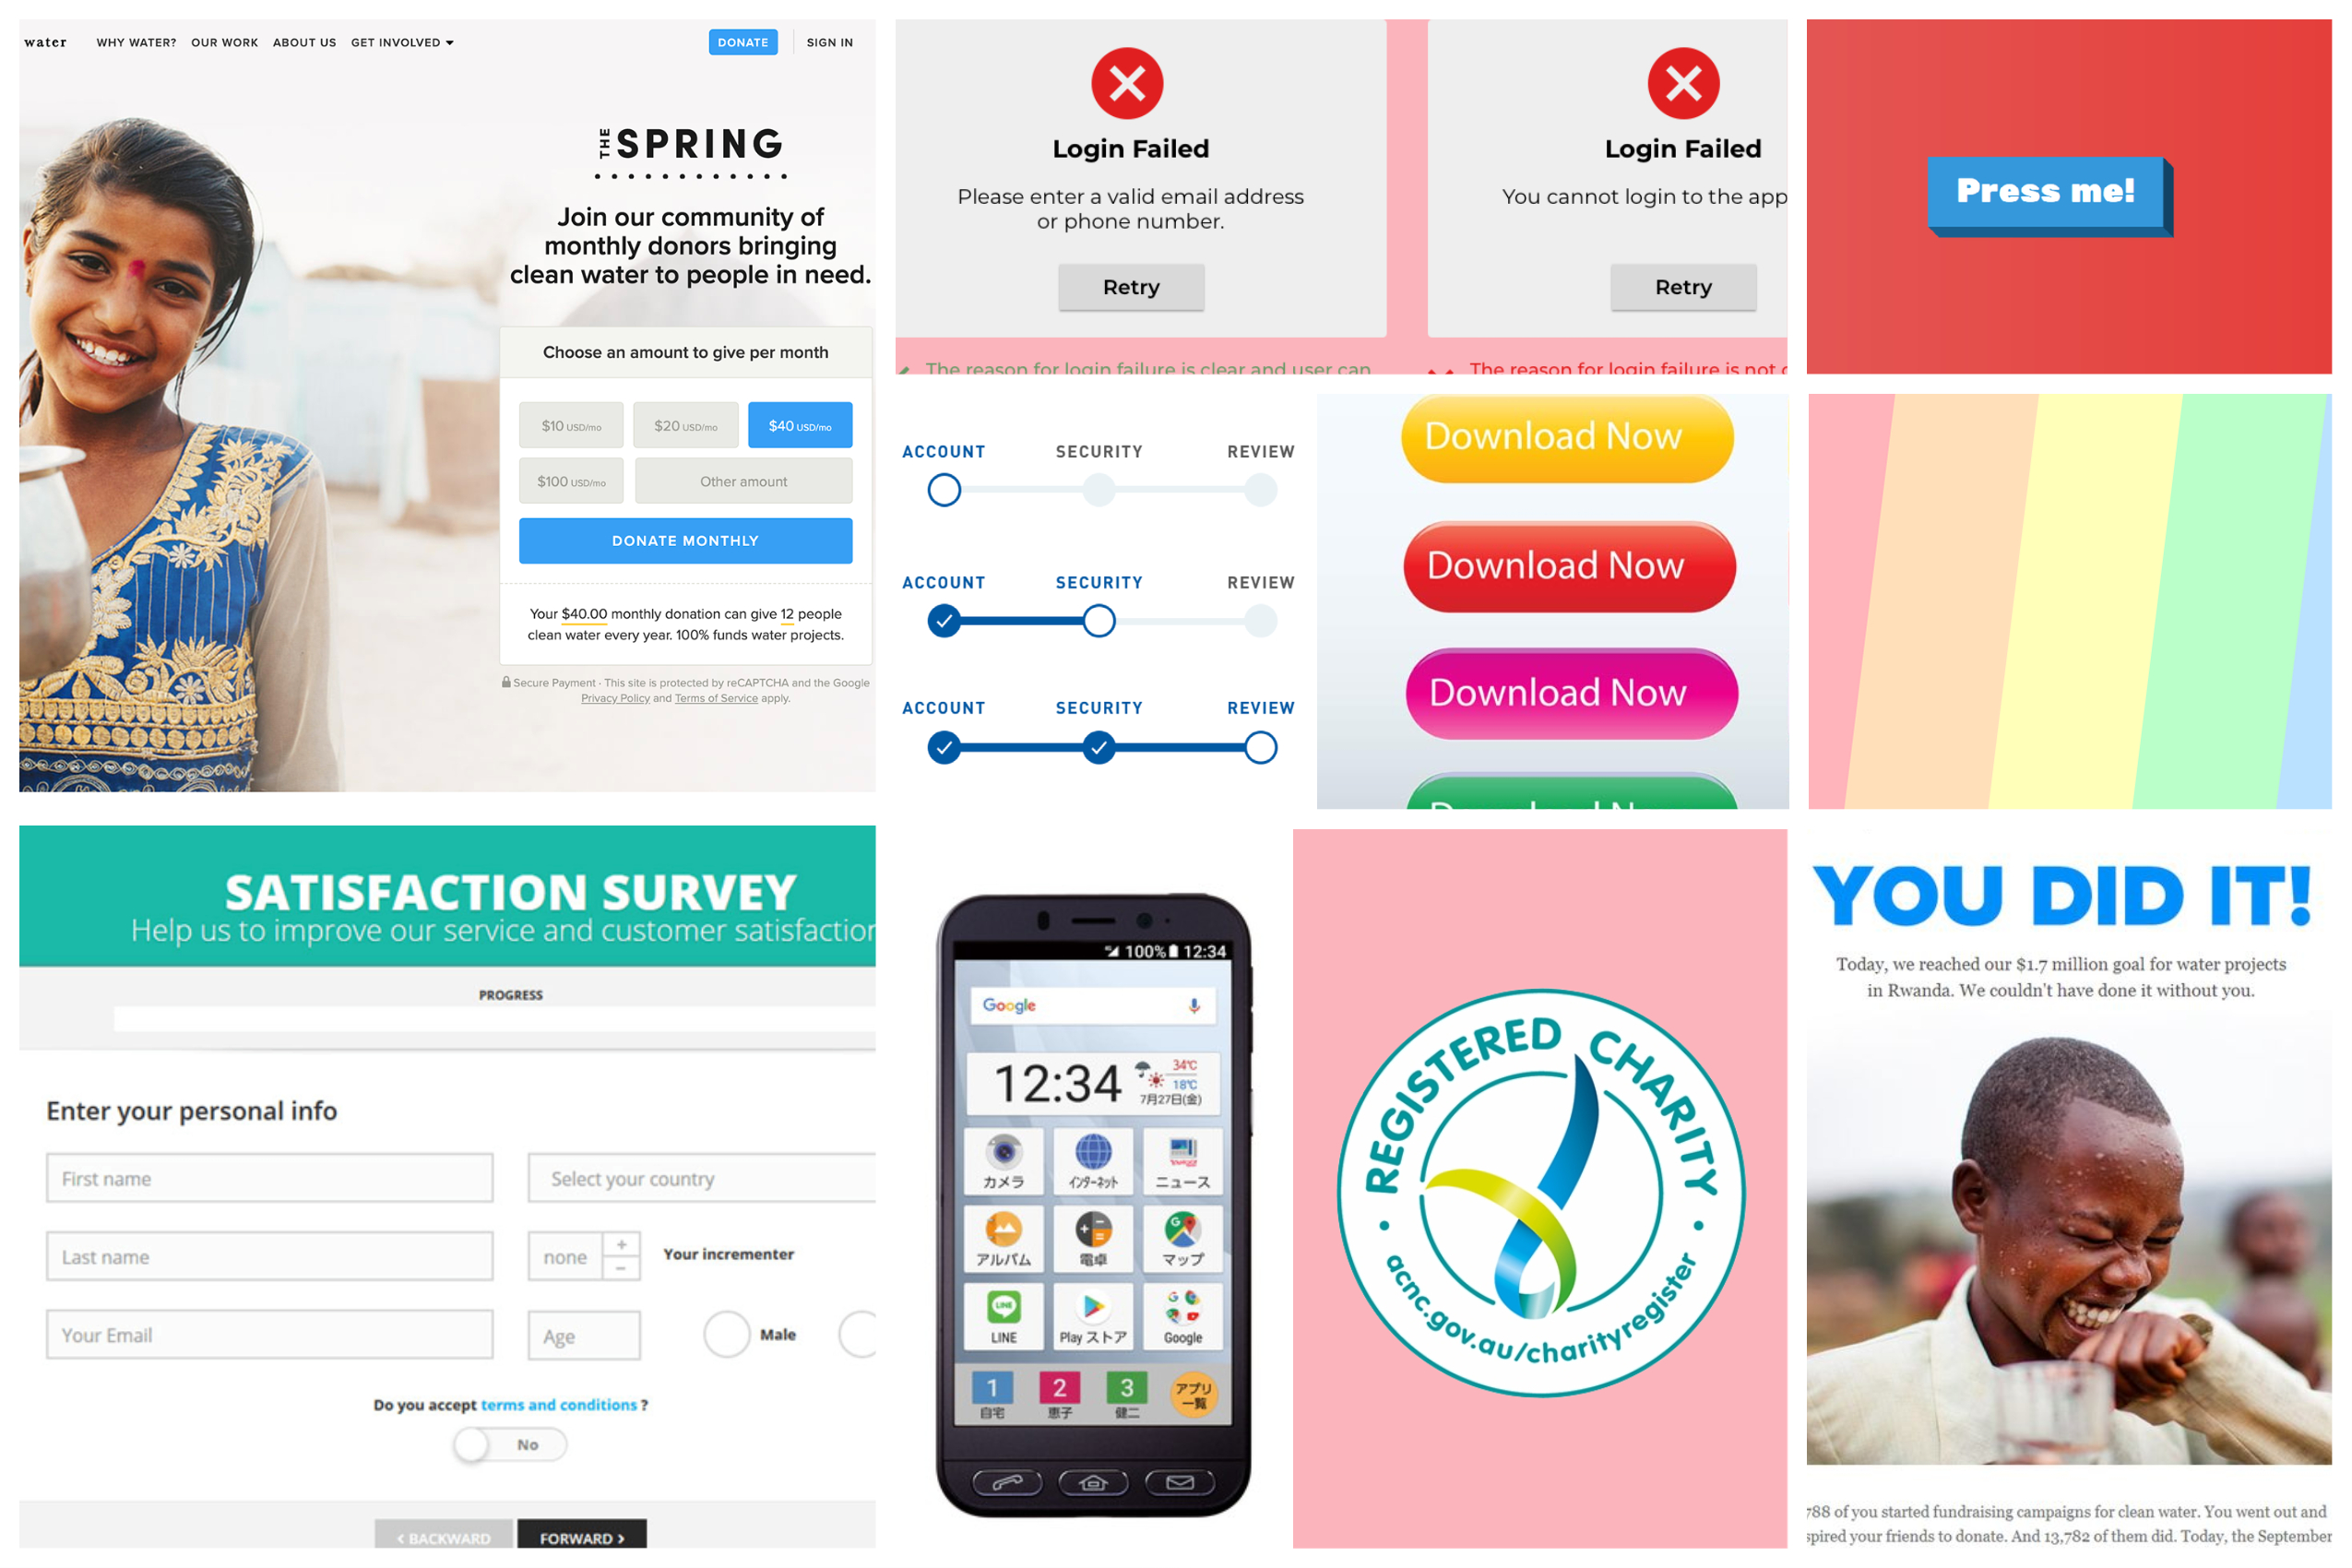 water WHY WATER? OUR WORK ABOUT US GET INVOLVED DONATE SIGN IN
THE SPRING
Join our community of
monthly donors bringing
clean water to people in need.
Choose an amount to give per month
$10 USD/mo $20 USD/mo $40 USD/mo
$100 USD/mo Other amount
DONATE MONTHLY
Your $40.00 monthly donation can give 12 people
clean water every year. 100% funds water projects.
Secure Payment - This site is protected by reCAPTCHA and the Google
Privacy Policy and Terms of Service apply.
Login Failed
Please enter a valid email address
or phone number.
Retry
The reason for login failure is clear and user can
Login Failed
You cannot login to the app
Retry
The reason for login failure is not
Press me!
ACCOUNT SECURITY REVIEW
ACCOUNT SECURITY REVIEW
ACCOUNT SECURITY REVIEW
Download Now
Download Now
Download Now
Download Now
SATISFACTION SURVEY
Help us to improve our service and customer satisfaction
PROGRESS
Enter your personal info
First name Select your country
Last name none + − Your incrementer
Your Email Age Male
Do you accept terms and conditions ?
No
< BACKWARD FORWARD >
100% 12:34
Google
12:34 34℃
18℃
7月27日(金)
カメラ インターネット ニュース
アルバム 電卓 マップ
LINE Play ストア Google
1 2 3 アプリ
一覧
自宅 恵子 健二
REGISTERED CHARITY
acnc.gov.au/charityregister
YOU DID IT!
Today, we reached our $1.7 million goal for water projects
in Rwanda. We couldn't have done it without you.
788 of you started fundraising campaigns for clean water. You went out and
spired your friends to donate. And 13,782 of them did. Today, the September